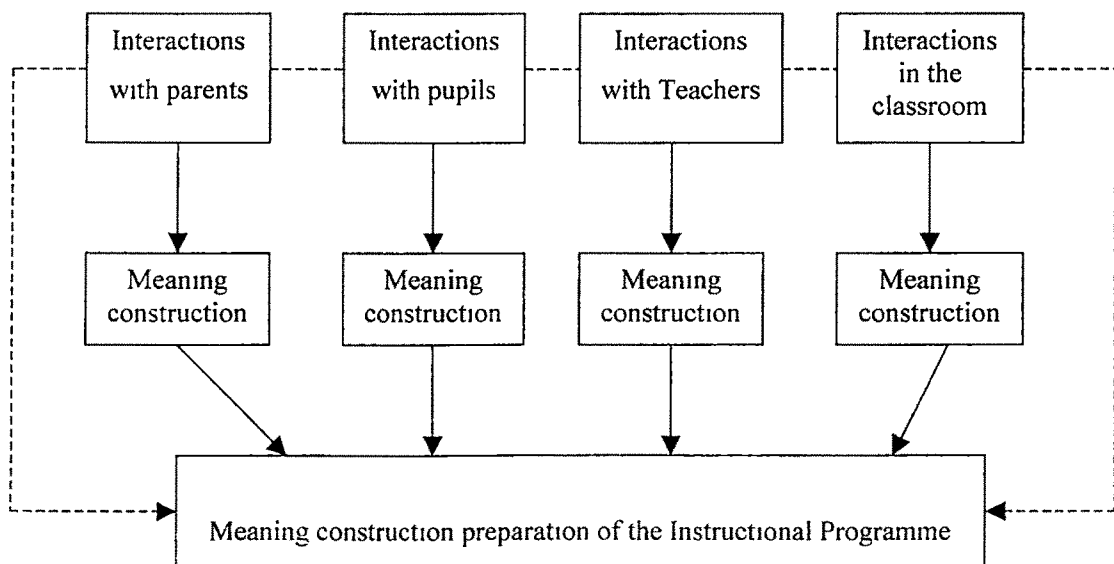 Interactions
with parents
Interactions
with pupils
Interactions
with Teachers
Interactions
in the
classroom
Meaning
construction
Meaning
construction
Meaning
construction
Meaning
construction
Meaning construction preparation of the Instructional Programme